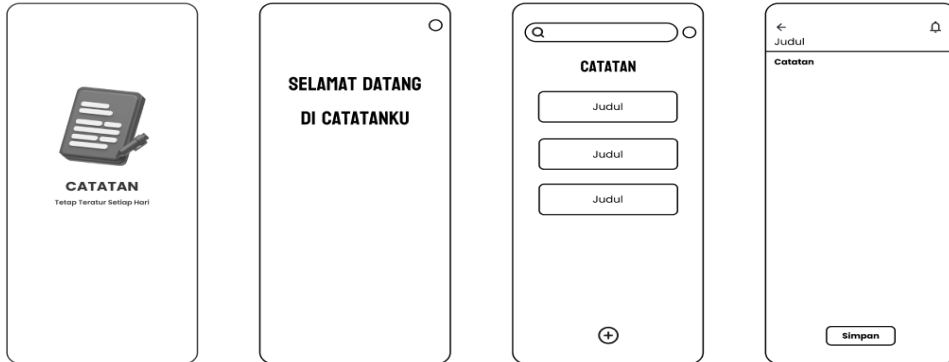 CATATAN
Tetap Teratur Setiap Hari
SELAMAT DATANG
DI CATATANKU
CATATAN
Judul
Judul
Judul
Judul
Catatan
Simpan